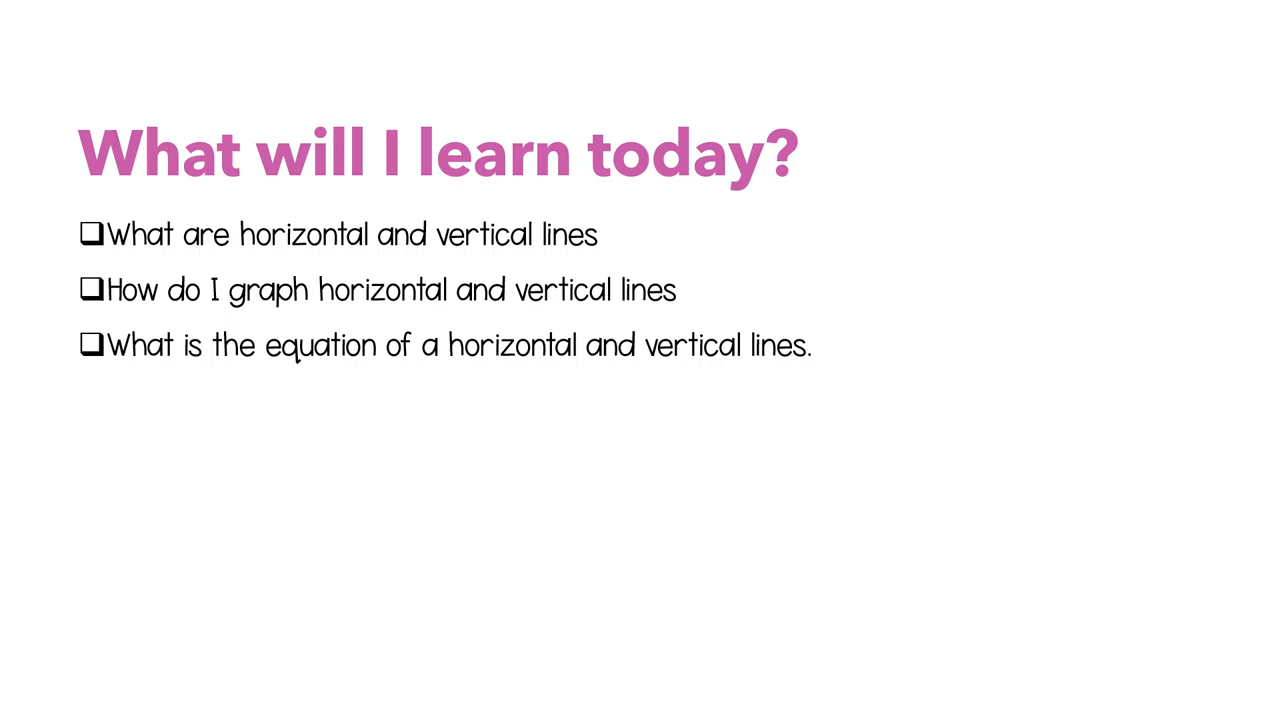 What will I learn today?
❑What are horizontal and vertical lines
❑How do I graph horizontal and vertical lines
❑What is the equation of a horizontal and vertical lines.